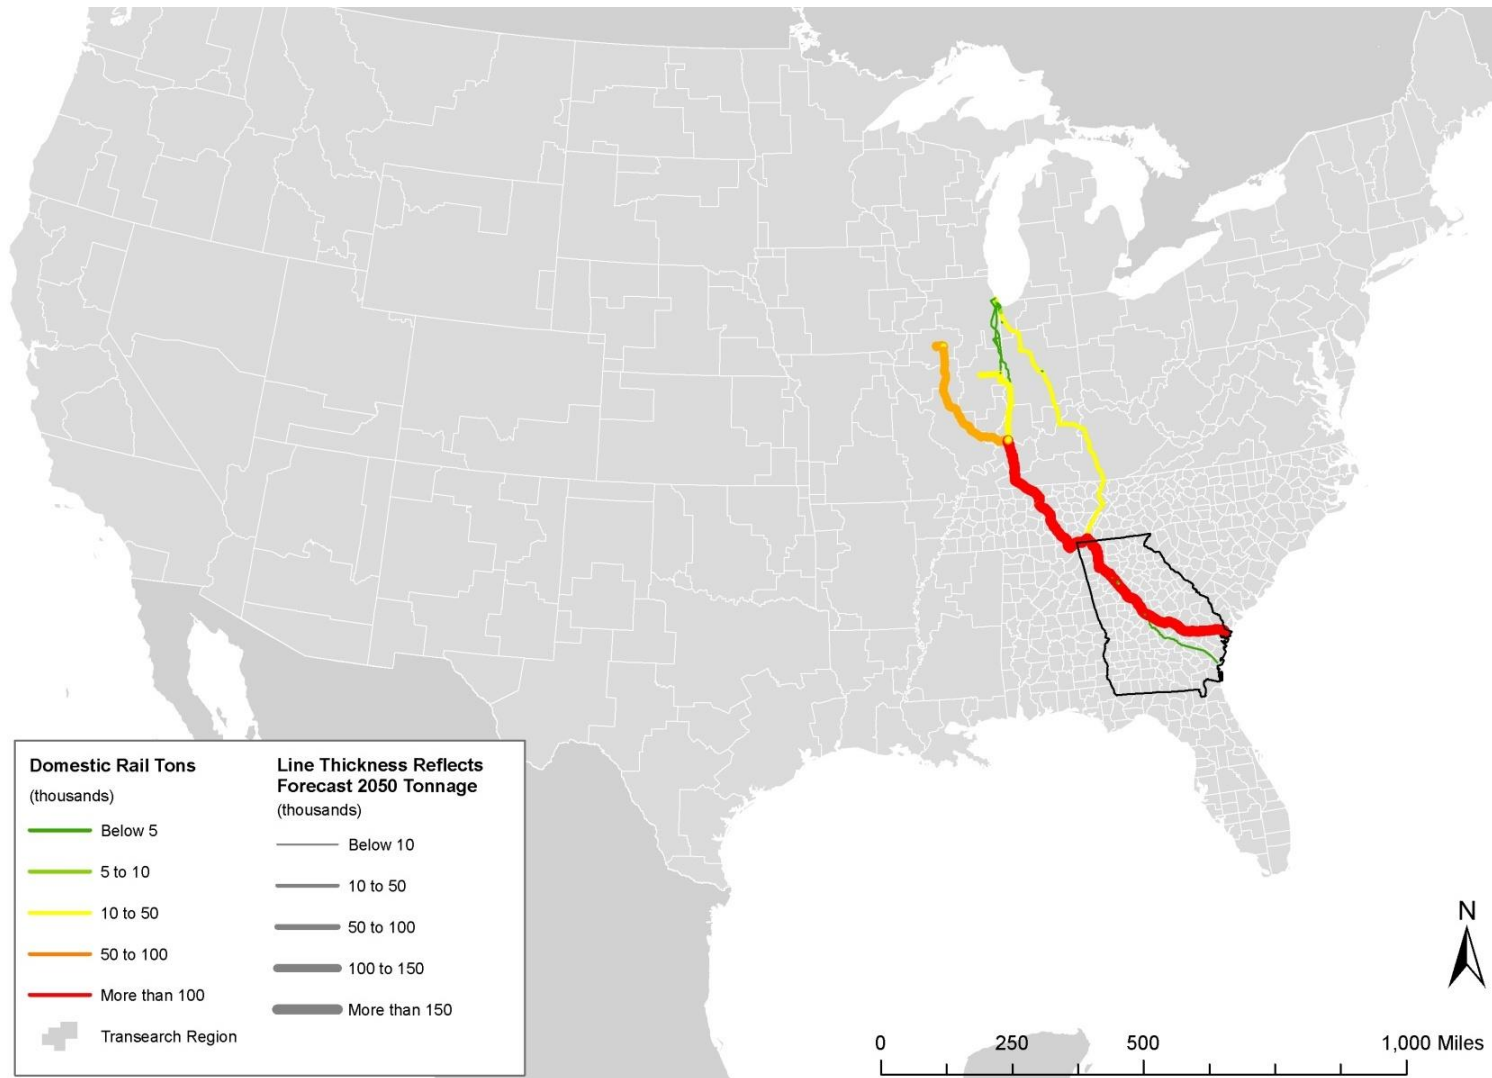 Domestic Rail Tons
(thousands)
Below 5
5 to 10
10 to 50
50 to 100
More than 100
Transearch Region
Line Thickness Reflects
Forecast 2050 Tonnage
(thousands)
Below 10
10 to 50
50 to 100
100 to 150
More than 150
N
0 250 500 1,000 Miles